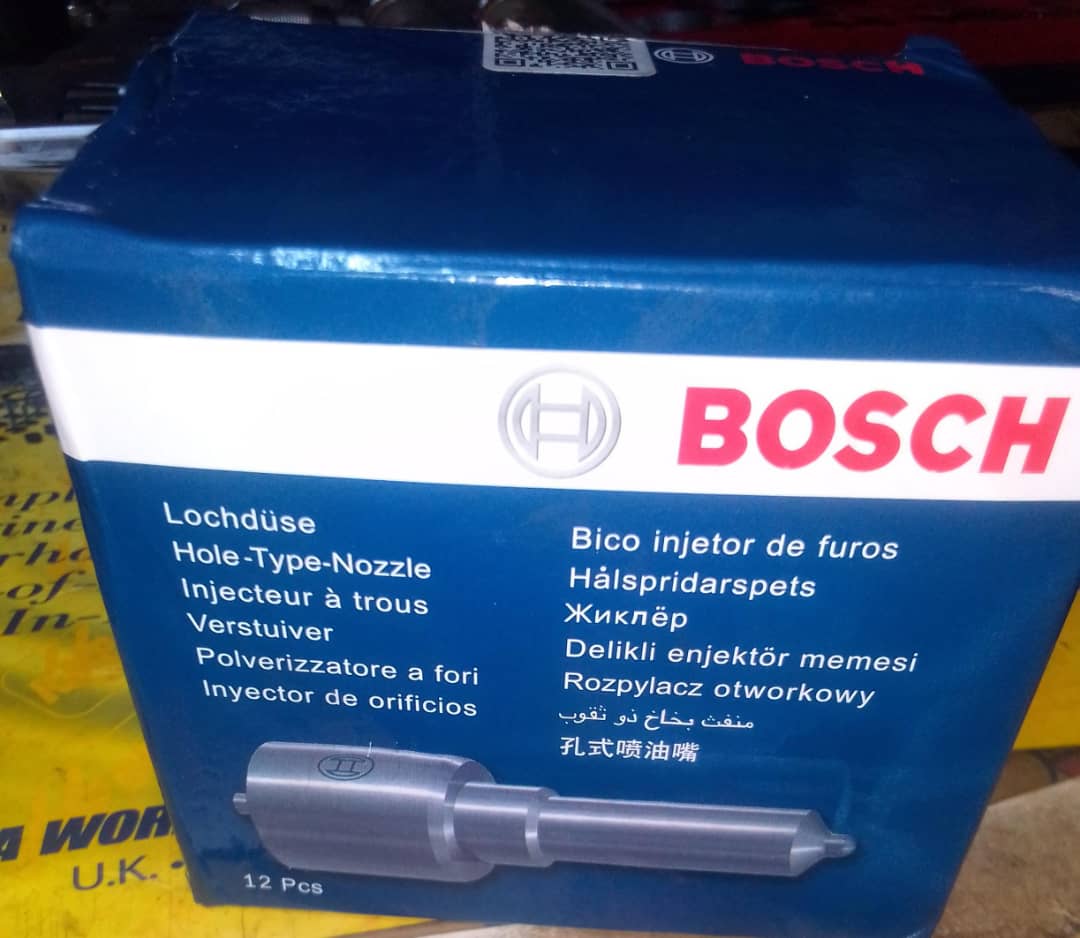 BOSCH
BOSCH
Lochdüse
Hole-Type-Nozzle
Injecteur à trous
Verstuiver
Polverizzatore a fori
Inyector de orificios
Bico injetor de furos
Hålspridarspets
Жиклёр
Delikli enjektör memesi
Rozpylacz otworkowy
منفث بخاخ ذو ثقوب
孔式喷油嘴
12 Pcs
U.K.